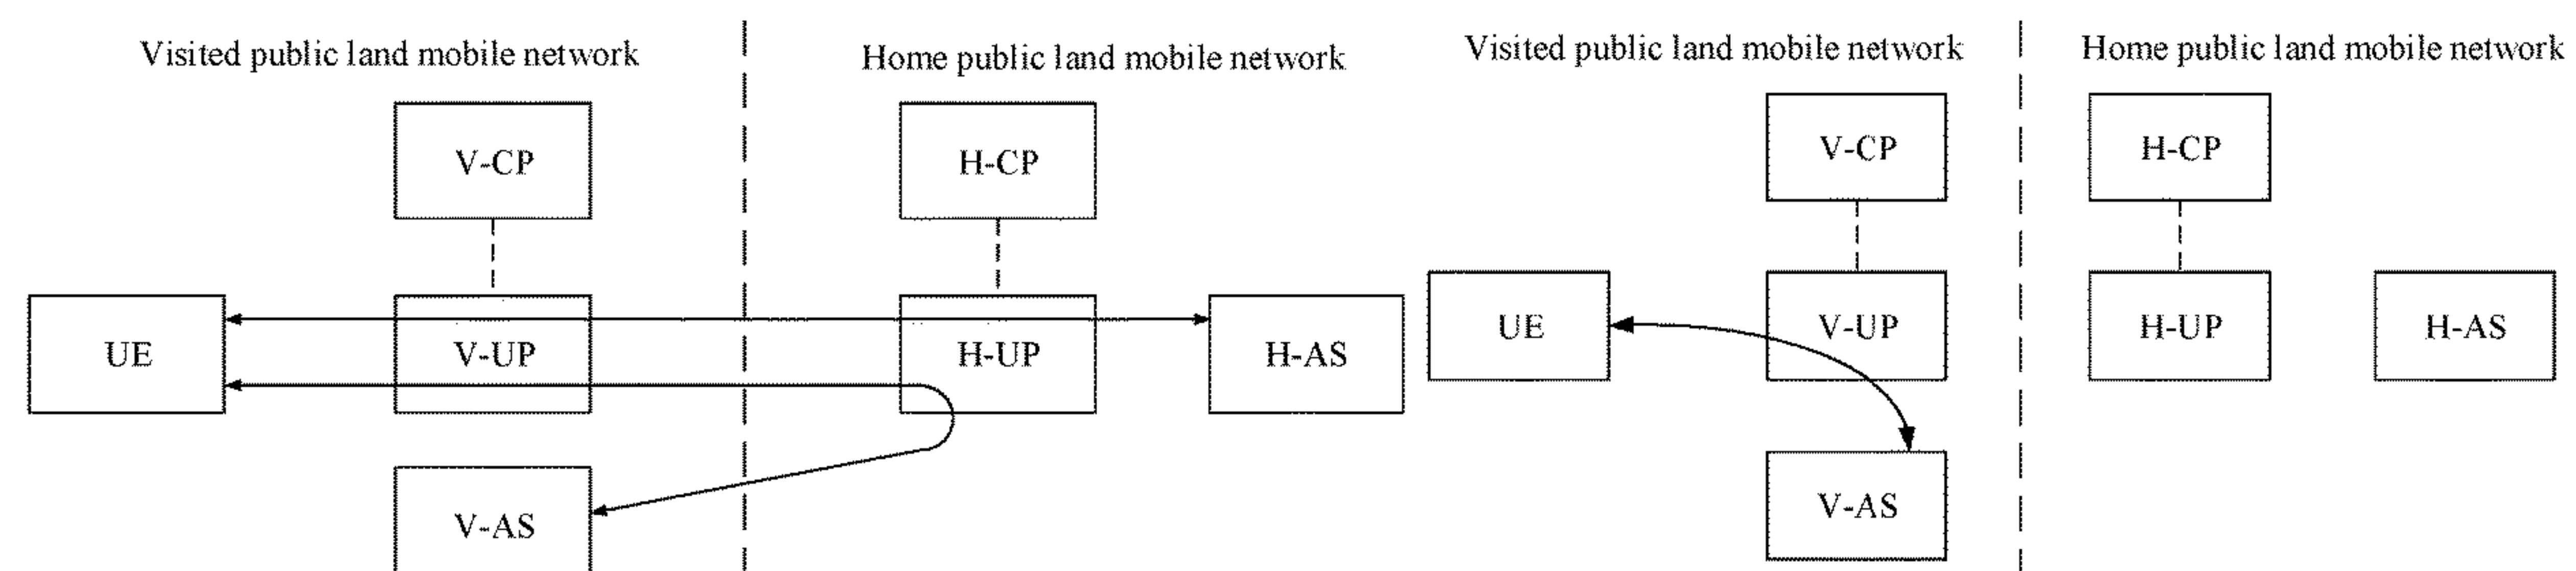 Visited public land mobile network
Home public land mobile network
V-CP
H-CP
UE
V-UP
H-UP
H-AS
V-AS
Visited public land mobile network
Home public land mobile network
V-CP
H-CP
UE
V-UP
H-UP
H-AS
V-AS